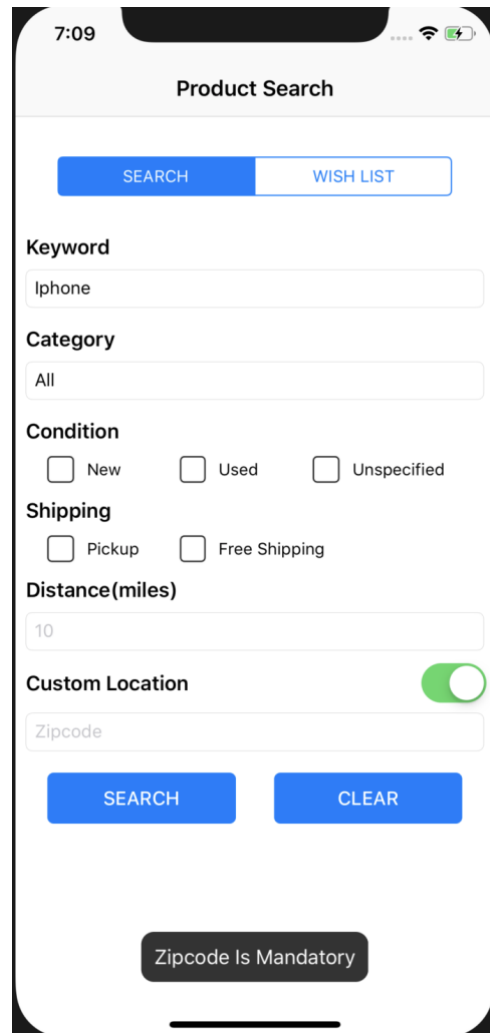 7:09
Product Search
SEARCH WISH LIST
Keyword
Iphone
Category
All
Condition
New Used Unspecified
Shipping
Pickup Free Shipping
Distance(miles)
10
Custom Location
Zipcode
SEARCH CLEAR
Zipcode Is Mandatory